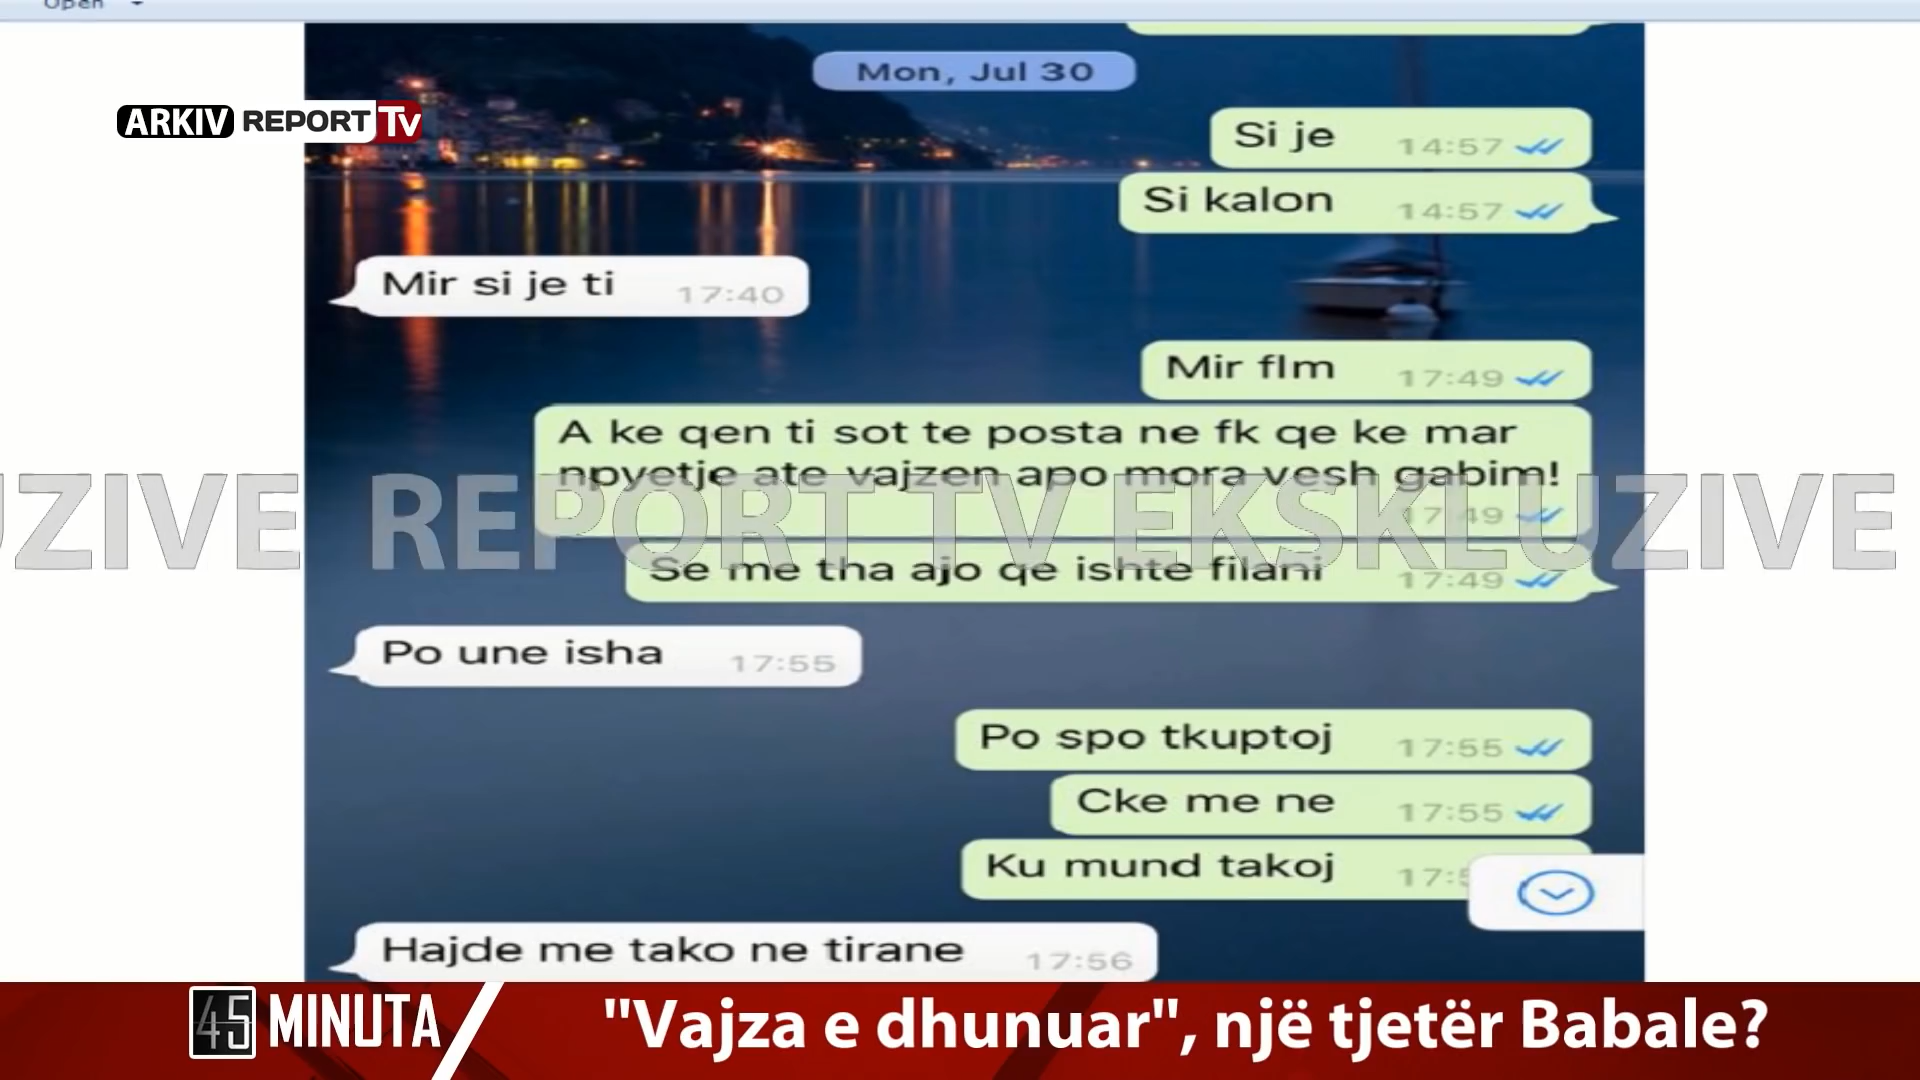 Open
Mon, Jul 30
ARKIV REPORT Tv
Si je 14:57
Si kalon 14:57
Mir si je ti 17:40
Mir flm 17:49
A ke qen ti sot te posta ne fk qe ke mar
npyetje ate vajzen apo mora vesh gabim!
17:49
UZIVE REPORT TV EKSKLUZIVE
Se me tha ajo qe ishte filani 17:49
Po une isha 17:55
Po spo tkuptoj 17:55
Cke me ne 17:55
Ku mund takoj
Hajde me tako ne tirane 17:56
45 MINUTA
"Vajza e dhunuar", një tjetër Babale?